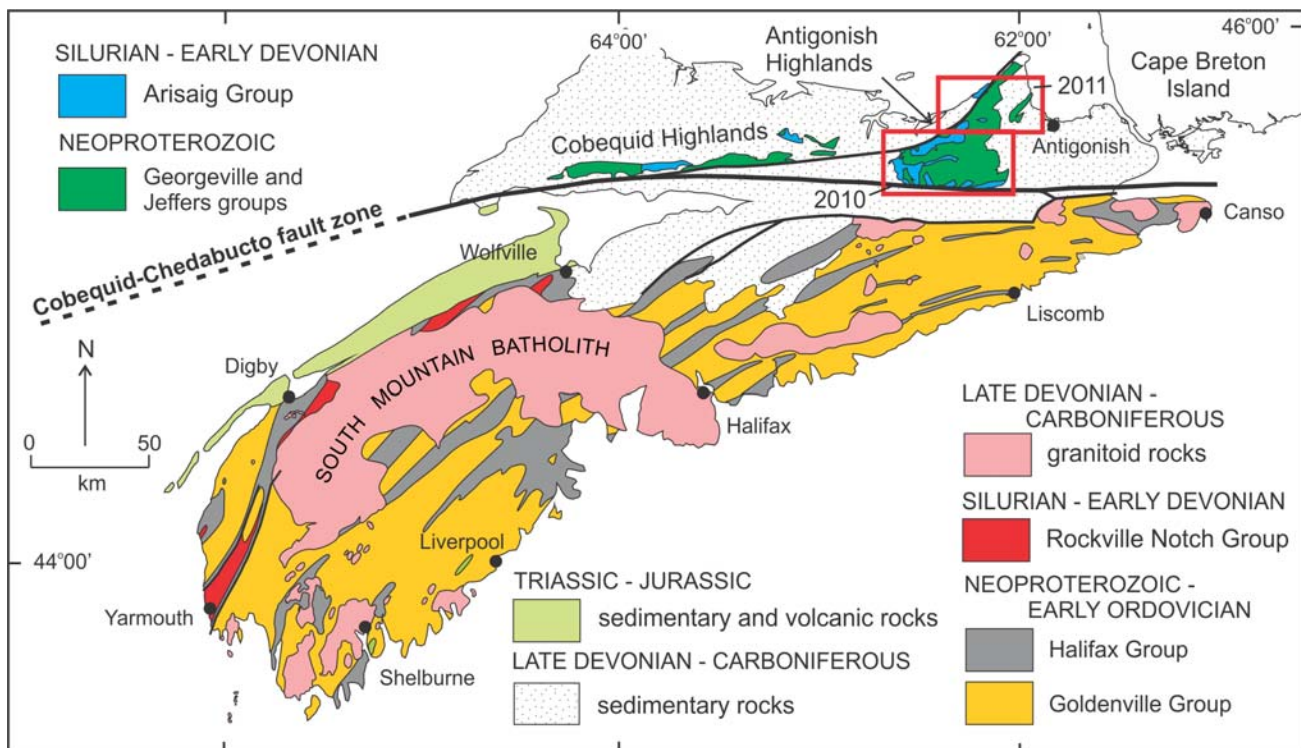 64°00'
62°00'
46°00'
SILURIAN - EARLY DEVONIAN
Arisaig Group
NEOPROTEROZOIC
Georgeville and
Jeffers groups
Antigonish
Highlands
2011
Cape Breton
Island
Cobequid Highlands
Antigonish
2010
Canso
Cobequid-Chedabucto fault zone
Wolfville
Liscomb
N
Digby
0
50
km
SOUTH MOUNTAIN BATHOLITH
Halifax
44°00'
Liverpool
Yarmouth
Shelburne
TRIASSIC - JURASSIC
sedimentary and volcanic rocks
LATE DEVONIAN - CARBONIFEROUS
sedimentary rocks
LATE DEVONIAN -
CARBONIFEROUS
granitoid rocks
SILURIAN - EARLY DEVONIAN
Rockville Notch Group
NEOPROTEROZOIC -
EARLY ORDOVICIAN
Halifax Group
Goldenville Group